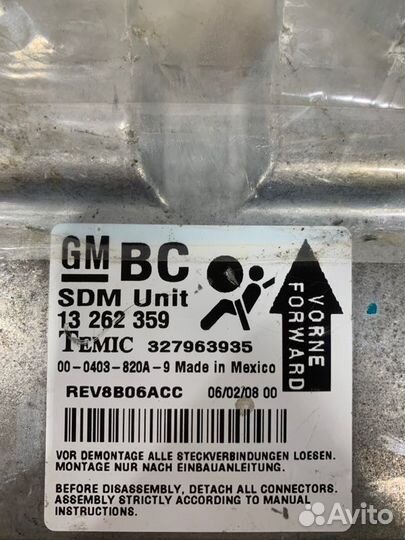 GM BC
SDM Unit
13 262 359
TEMIC 327963935
00-0403-820A-9 Made in Mexico
REV8B06ACC 06/02/08 00
VORNE
FORWARD
VOR DEMONTAGE ALLE STECKVERBINDUNGEN LOESEN.
MONTAGE NUR NACH EINBAUANLEITUNG.
BEFORE DISASSEMBLY, DETACH ALL CONNECTORS.
ASSEMBLY STRICTLY ACCORDING TO MANUAL
INSTRUCTIONS.
Avito